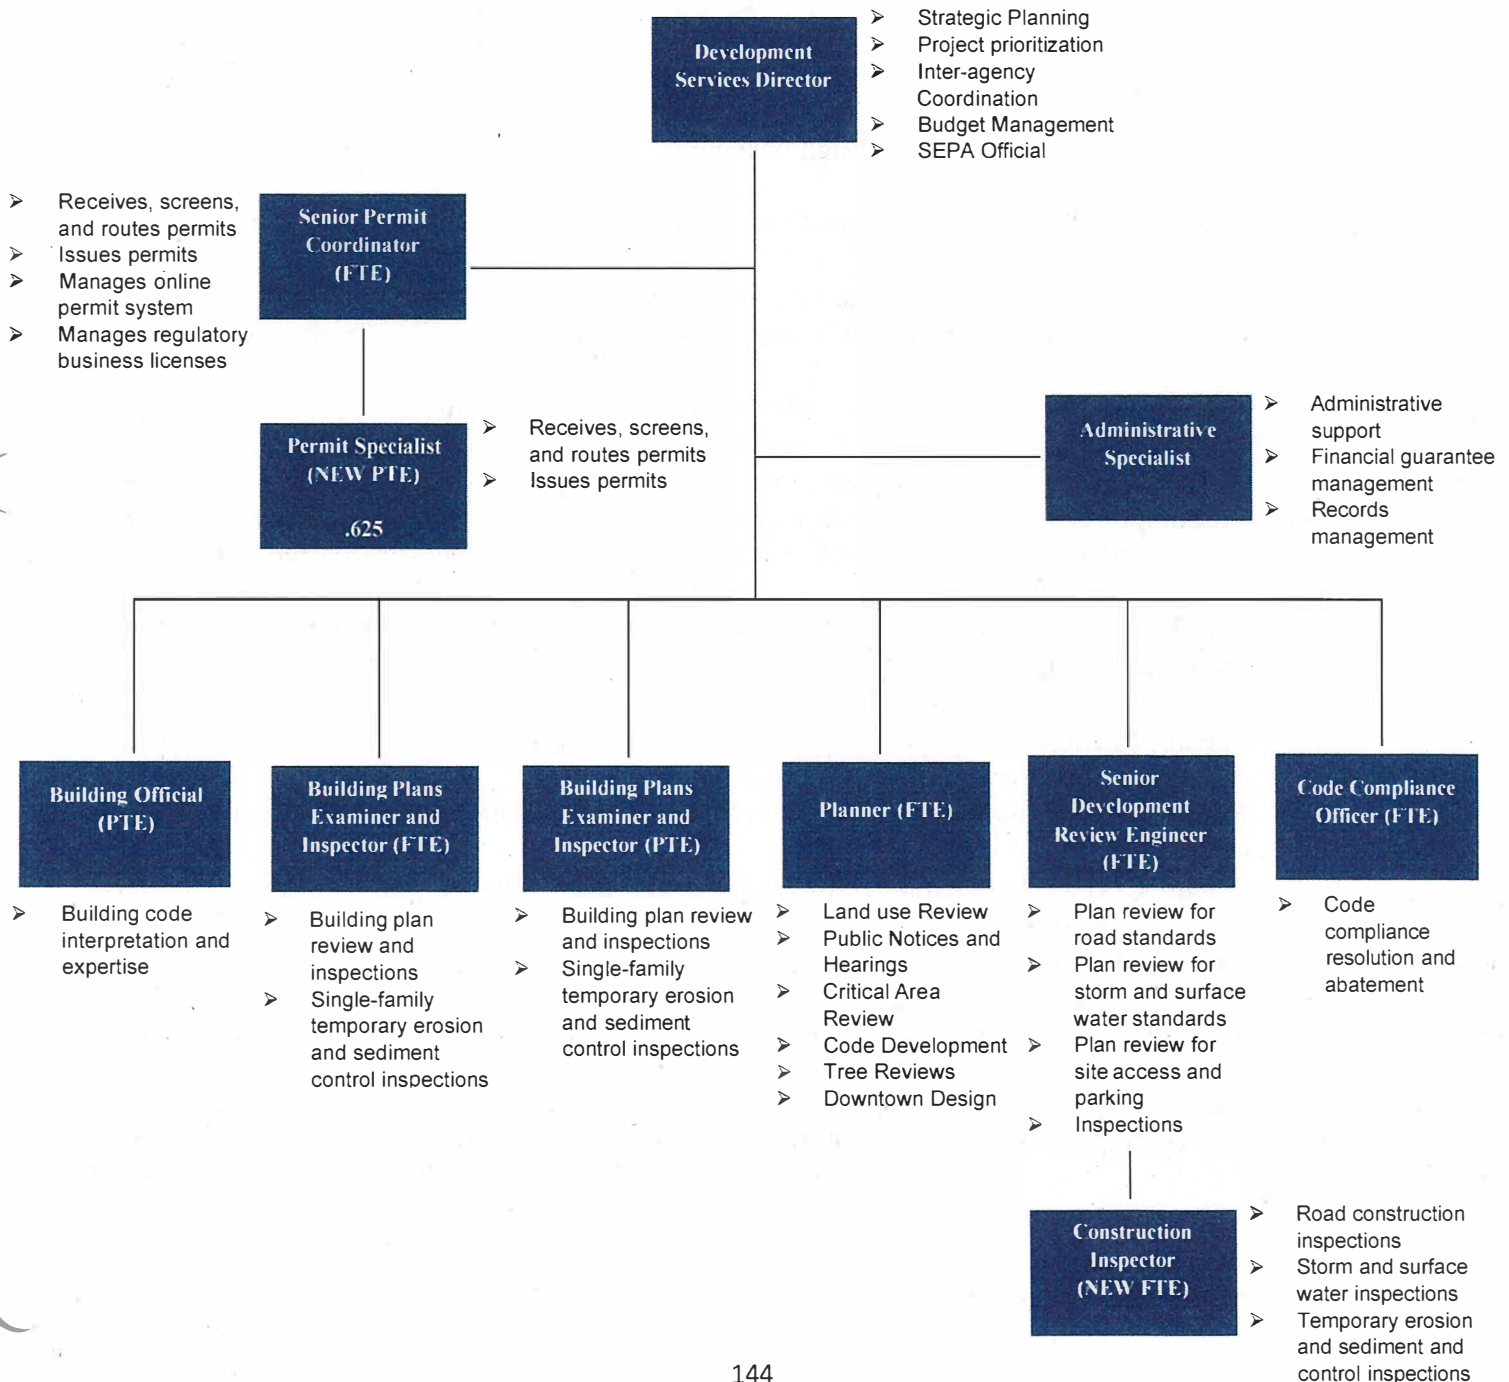 Development
Services Director
➢ Strategic Planning
➢ Project prioritization
➢ Inter-agency
Coordination
➢ Budget Management
➢ SEPA Official
➢ Receives, screens,
and routes permits
➢ Issues permits
➢ Manages online
permit system
➢ Manages regulatory
business licenses
Senior Permit
Coordinator
(FTE)
Permit Specialist
(NEW PTE)
.625
➢ Receives, screens,
and routes permits
➢ Issues permits
Administrative
Specialist
➢ Administrative
support
➢ Financial guarantee
management
➢ Records
management
Building Official
(PTE)
➢ Building code
interpretation and
expertise
Building Plans
Examiner and
Inspector (FTE)
➢ Building plan
review and
inspections
➢ Single-family
temporary erosion
and sediment
control inspections
Building Plans
Examiner and
Inspector (PTE)
➢ Building plan review
and inspections
➢ Single-family
temporary erosion
and sediment
control inspections
Planner (FTE)
➢ Land use Review
➢ Public Notices and
Hearings
➢ Critical Area
Review
➢ Code Development
➢ Tree Reviews
➢ Downtown Design
Senior
Development
Review Engineer
(FTE)
➢ Plan review for
road standards
➢ Plan review for
storm and surface
water standards
➢ Plan review for
site access and
parking
➢ Inspections
Code Compliance
Officer (FTE)
➢ Code
compliance
resolution and
abatement
Construction
Inspector
(NEW FTE)
➢ Road construction
inspections
➢ Storm and surface
water inspections
➢ Temporary erosion
and sediment and
control inspections
144